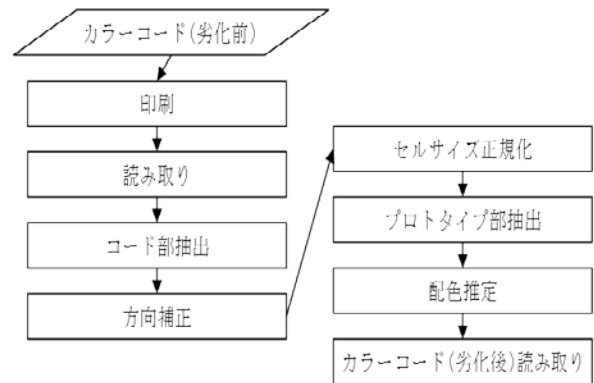 カラーコード(劣化前)
印刷
読み取り
コード部抽出
方向補正
セルサイズ正規化
プロトタイプ部抽出
配色推定
カラーコード(劣化後)読み取り